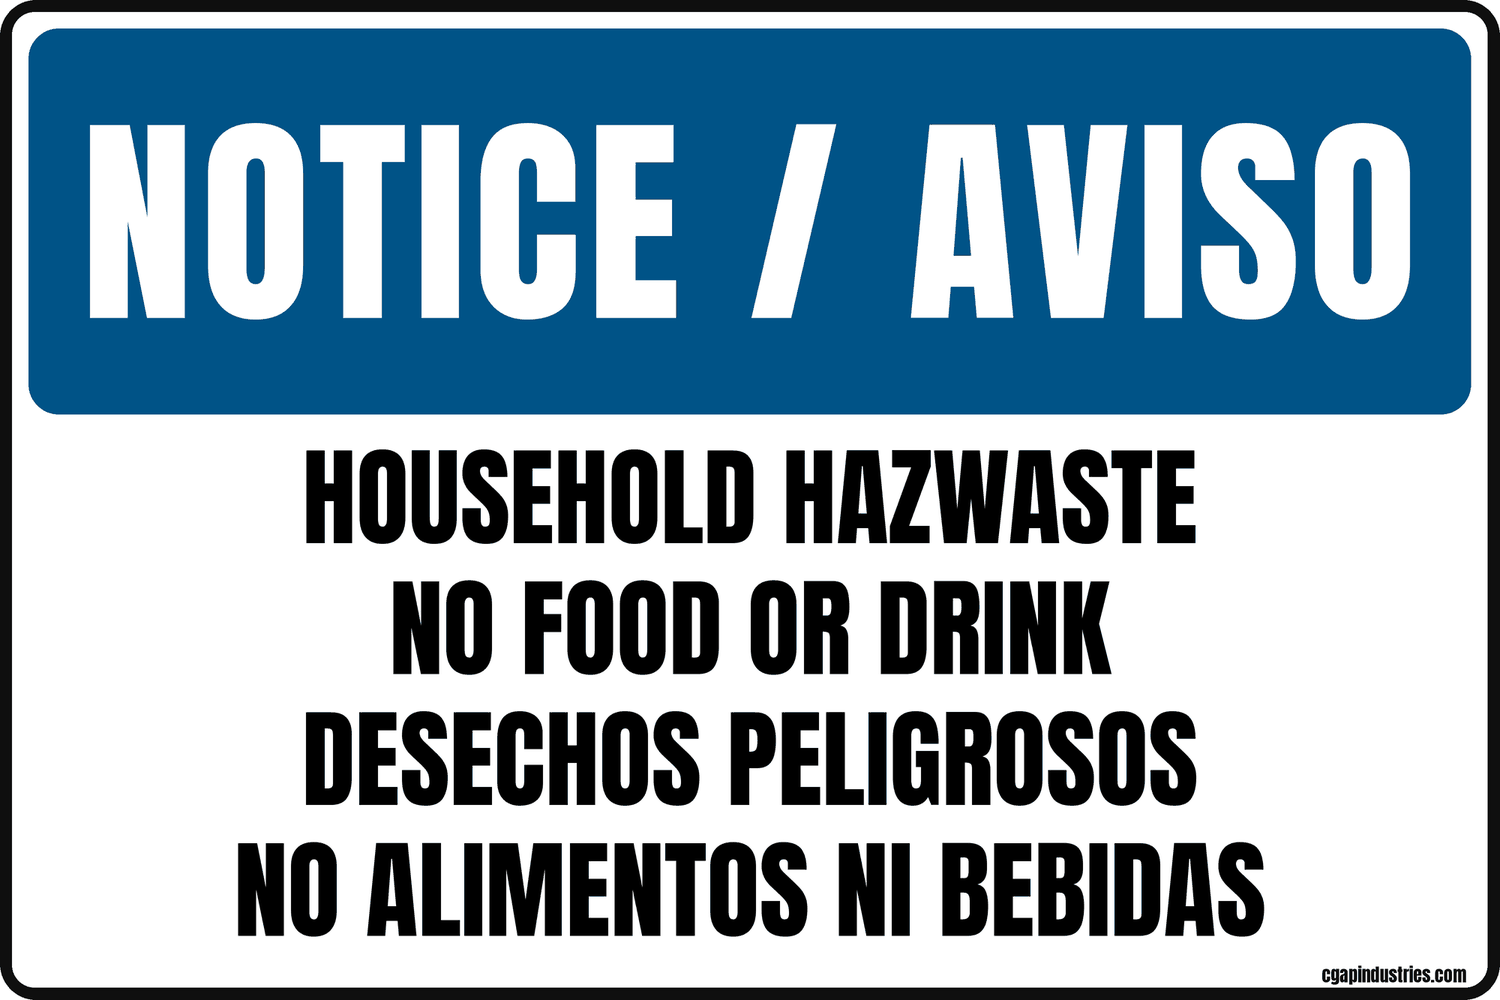 NOTICE / AVISO
HOUSEHOLD HAZWASTE
NO FOOD OR DRINK
DESECHOS PELIGROSOS
NO ALIMENTOS NI BEBIDAS
cgapindustries.com